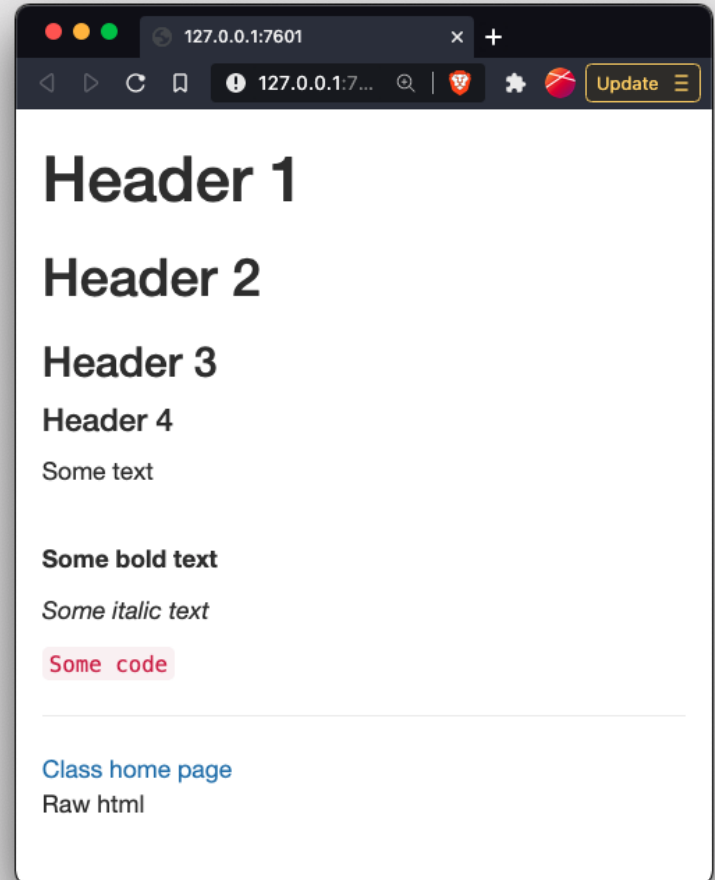 127.0.0.1:7601
127.0.0.1:7...
Update
Header 1
Header 2
Header 3
Header 4
Some text
Some bold text
Some italic text
Some code
Class home page
Raw html